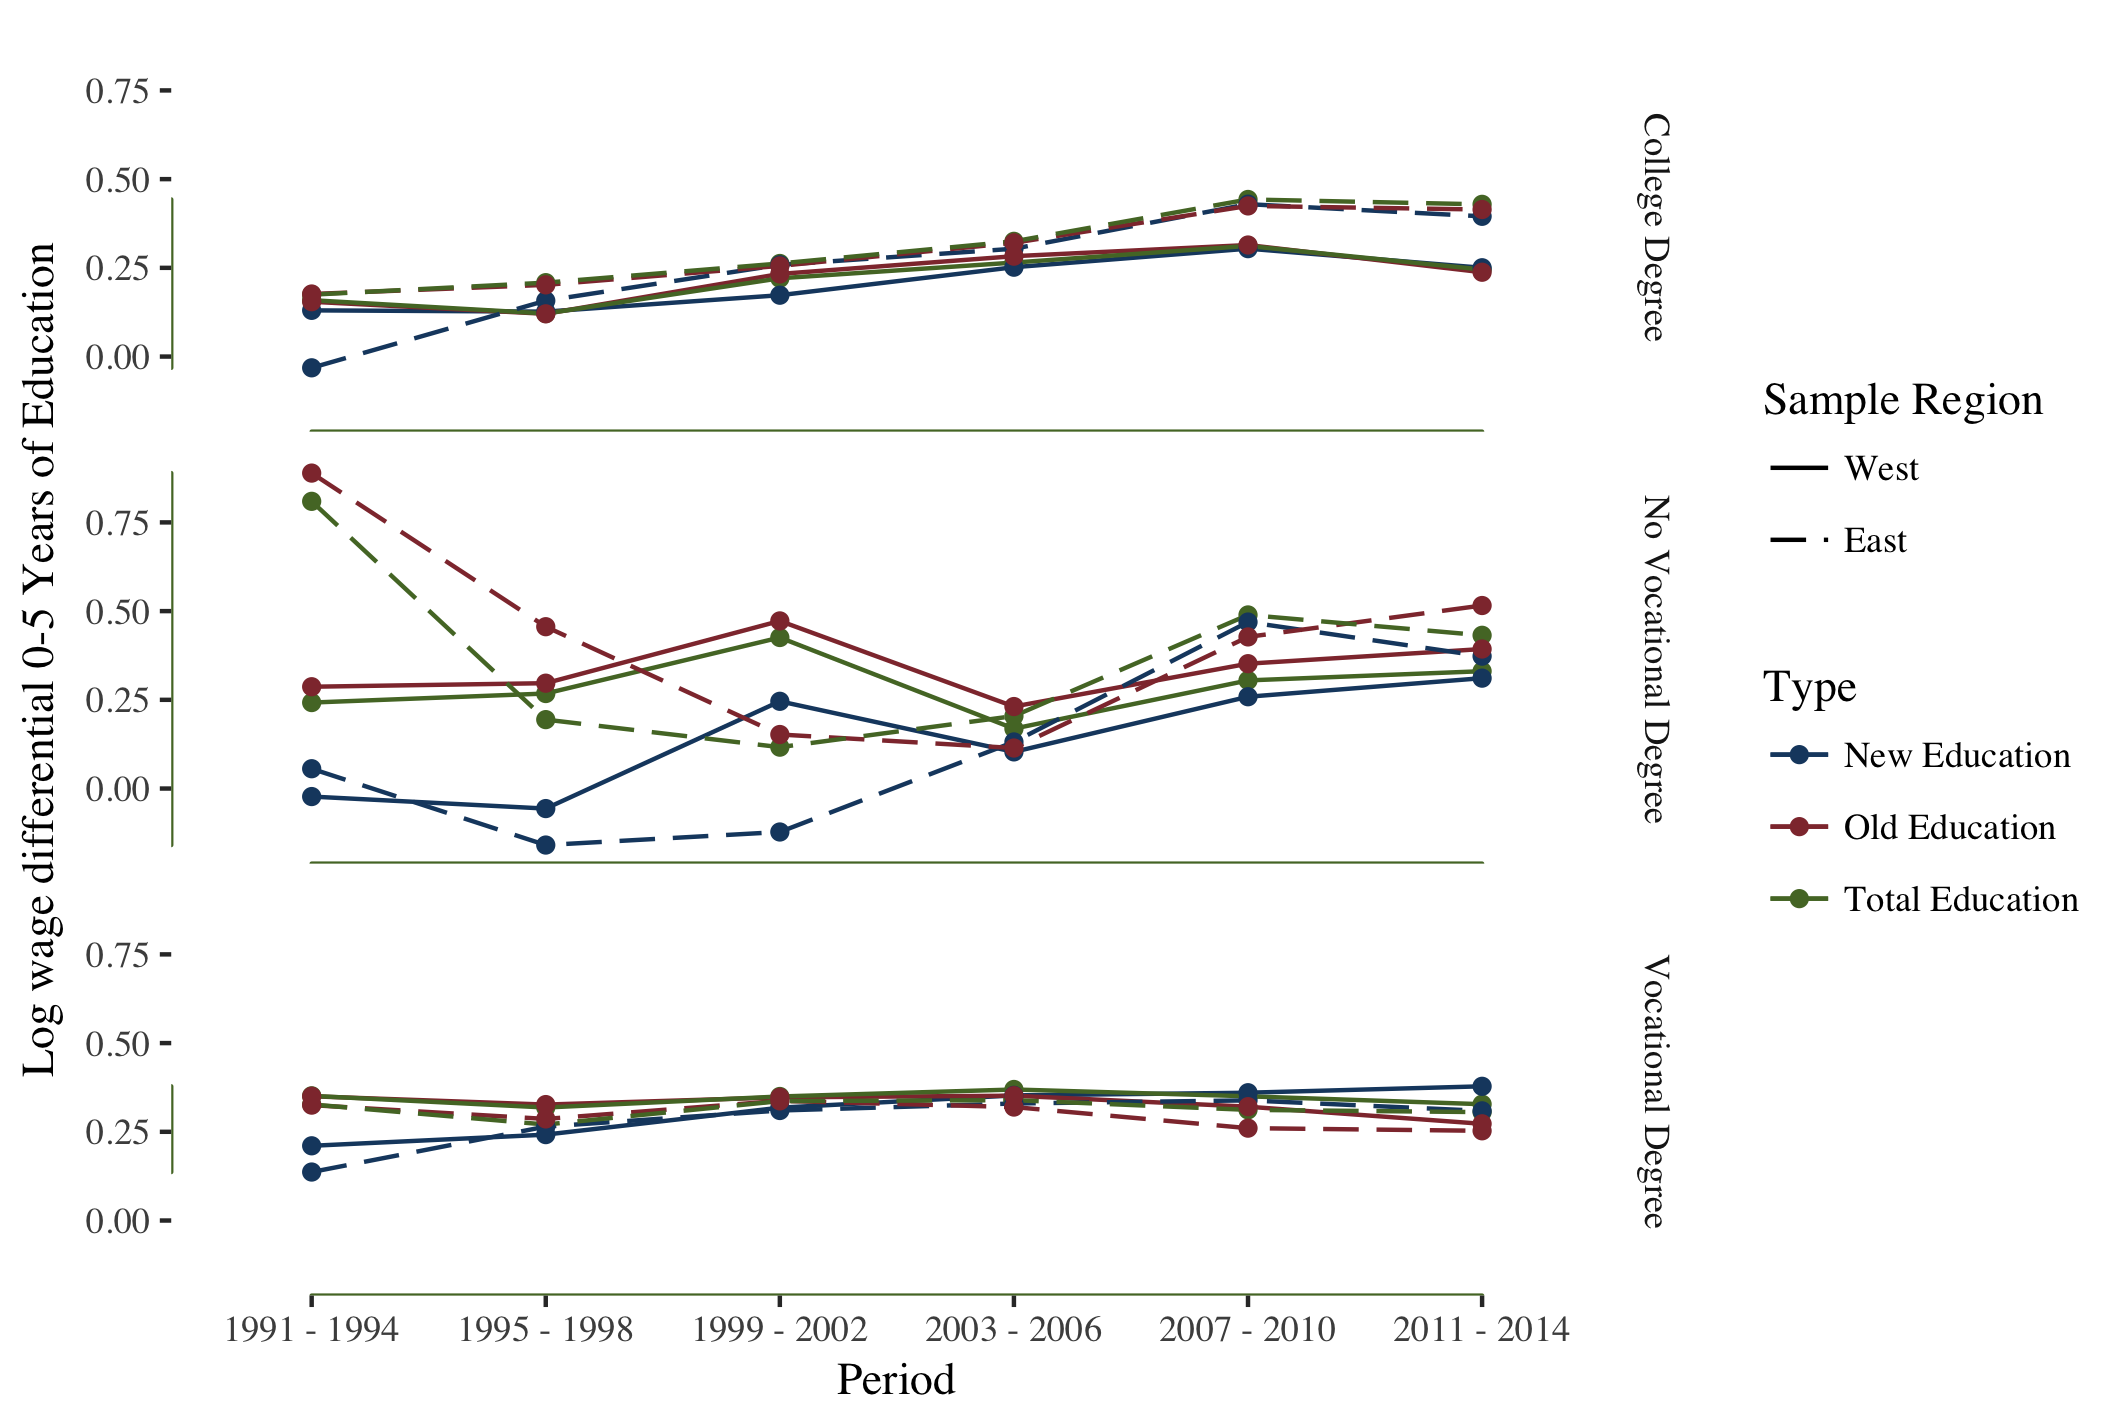 Log wage differential 0-5 Years of Education
0.75
0.50
0.25
0.00
College Degree
0.75
0.50
0.25
0.00
No Vocational Degree
0.75
0.50
0.25
0.00
Vocational Degree
1991 - 1994
1995 - 1998
1999 - 2002
2003 - 2006
2007 - 2010
2011 - 2014
Period
Sample Region
West
East
Type
New Education
Old Education
Total Education